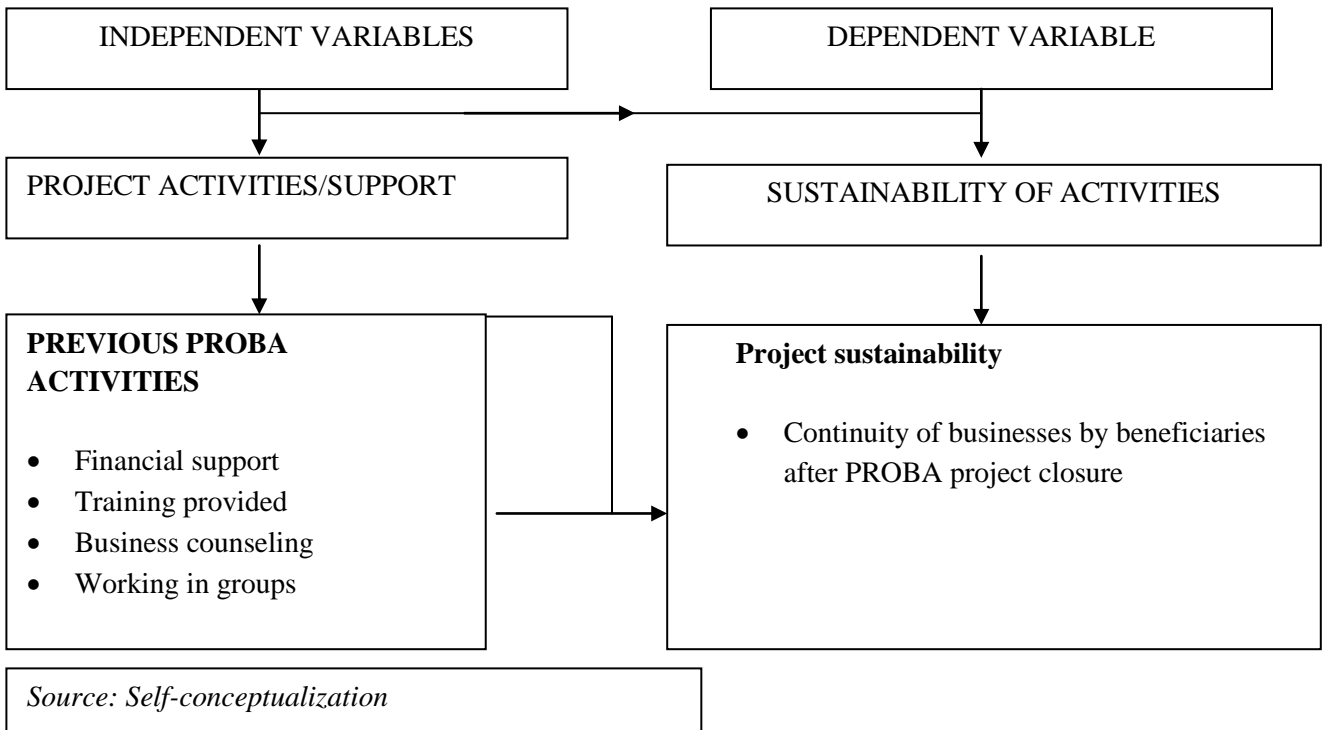 INDEPENDENT VARIABLES
DEPENDENT VARIABLE
PROJECT ACTIVITIES/SUPPORT
SUSTAINABILITY OF ACTIVITIES
PREVIOUS PROBA
ACTIVITIES
• Financial support
• Training provided
• Business counseling
• Working in groups
Project sustainability
• Continuity of businesses by beneficiaries
after PROBA project closure
Source: Self-conceptualization